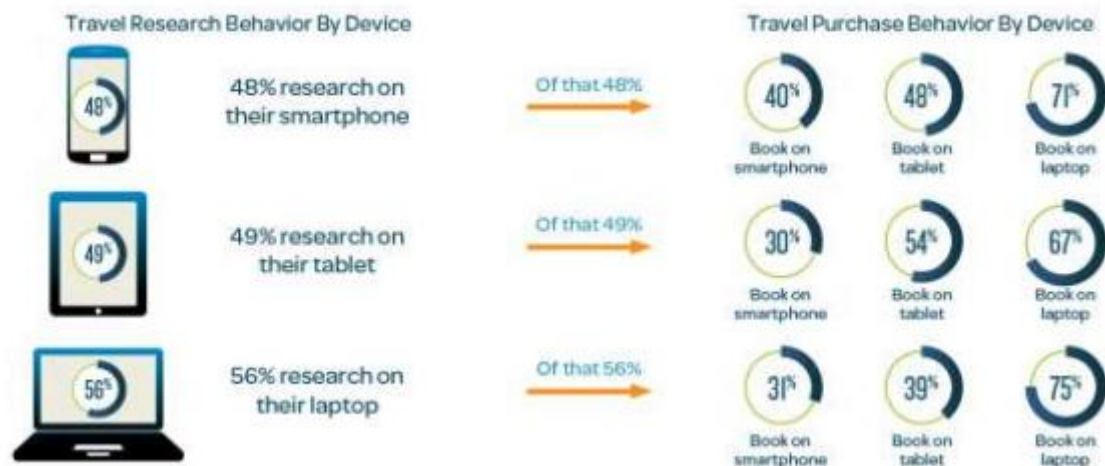 Travel Research Behavior By Device
Travel Purchase Behavior By Device
48%
48% research on
their smartphone
Of that 48%
40%
Book on
smartphone
48%
Book on
tablet
71%
Book on
laptop
49%
49% research on
their tablet
Of that 49%
30%
Book on
smartphone
54%
Book on
tablet
67%
Book on
laptop
56%
56% research on
their laptop
Of that 56%
31%
Book on
smartphone
39%
Book on
tablet
75%
Book on
laptop